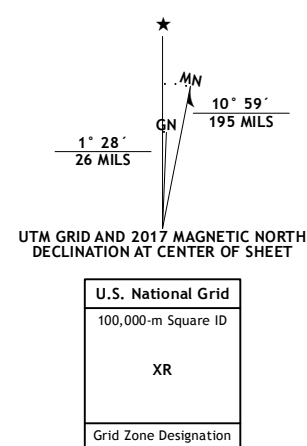 ★
MN
10° 59´
195 MILS
GN
1° 28´
26 MILS
UTM GRID AND 2017 MAGNETIC NORTH
DECLINATION AT CENTER OF SHEET
U.S. National Grid
100,000-m Square ID
XR
Grid Zone Designation